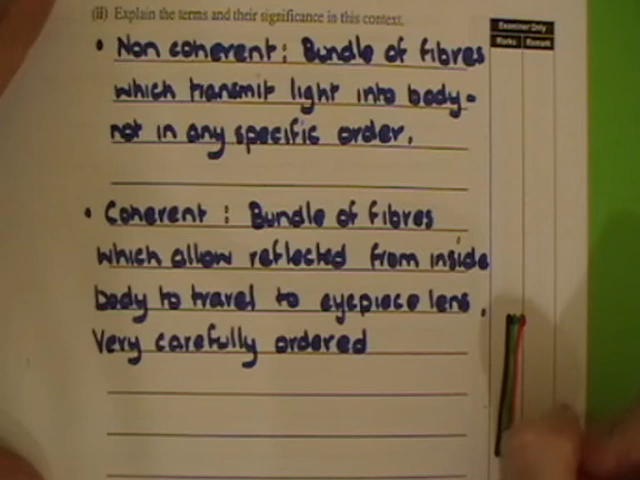 (ii) Explain the terms and their significance in this context.
Examiner Only
Marks Remark
• Non coherent: Bundle of fibres
which transmit light into body-
not in any specific order.
• Coherent: Bundle of fibres
which allow reflected from inside
body to travel to eyepiece lens.
Very carefully ordered